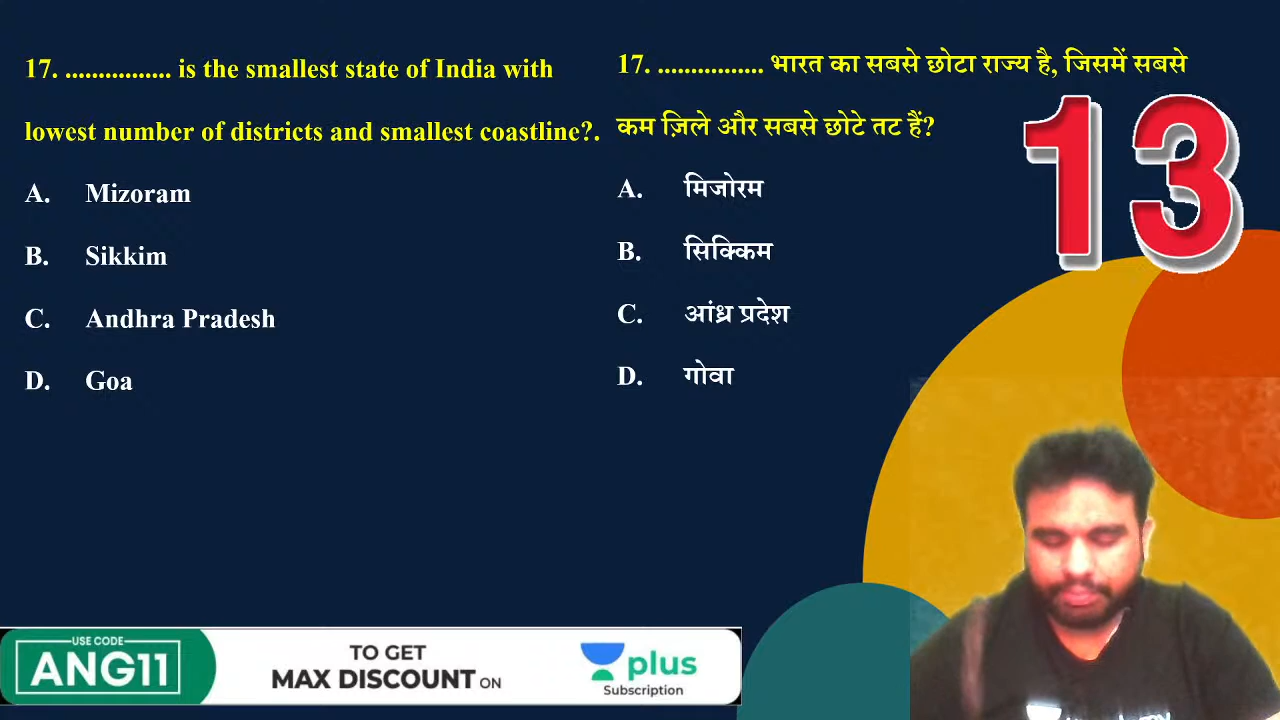 17. ................ is the smallest state of India with
lowest number of districts and smallest coastline?.
A. Mizoram
B. Sikkim
C. Andhra Pradesh
D. Goa
17. ................ भारत का सबसे छोटा राज्य है, जिसमें सबसे
कम ज़िले और सबसे छोटे तट हैं?
A. मिजोरम
B. सिक्किम
C. आंध्र प्रदेश
D. गोवा
13
USE CODE
ANG11
TO GET
MAX DISCOUNT ON
plus
Subscription